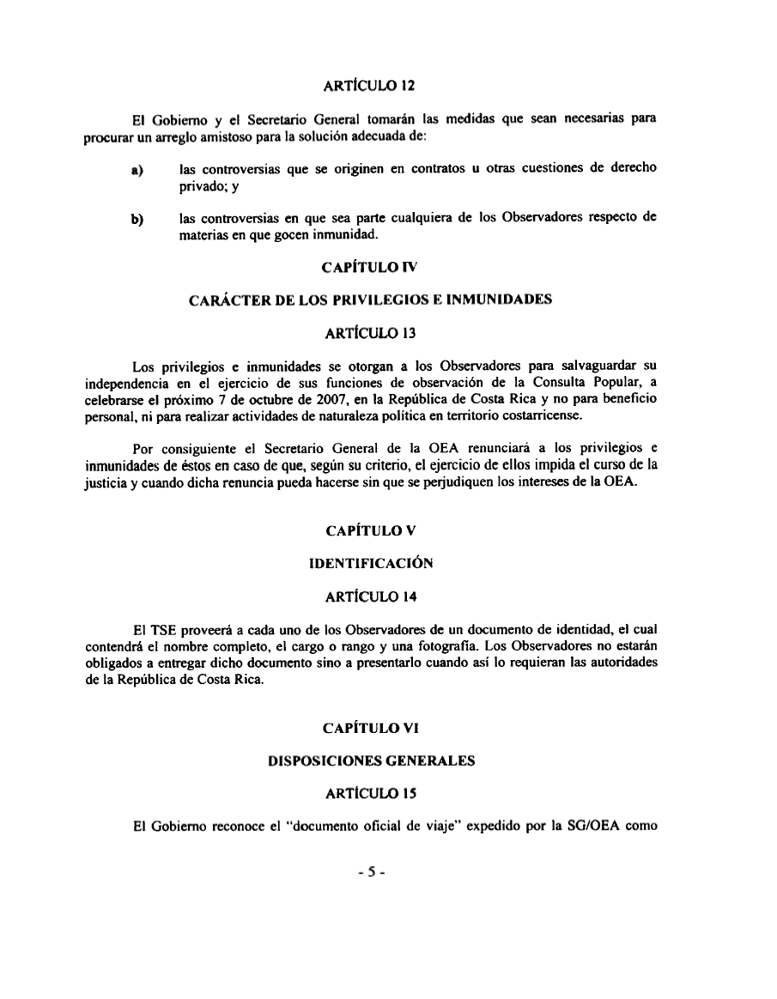 ARTÍCULO 12
El Gobierno y el Secretario General tomarán las medidas que sean necesarias para
procurar un arreglo amistoso para la solución adecuada de:
a) las controversias que se originen en contratos u otras cuestiones de derecho
privado; y
b) las controversias en que sea parte cualquiera de los Observadores respecto de
materias en que gocen inmunidad.
CAPÍTULO IV
CARÁCTER DE LOS PRIVILEGIOS E INMUNIDADES
ARTÍCULO 13
Los privilegios e inmunidades se otorgan a los Observadores para salvaguardar su
independencia en el ejercicio de sus funciones de observación de la Consulta Popular, a
celebrarse el próximo 7 de octubre de 2007, en la República de Costa Rica y no para beneficio
personal, ni para realizar actividades de naturaleza política en territorio costarricense.
Por consiguiente el Secretario General de la OEA renunciará a los privilegios e
inmunidades de éstos en caso de que, según su criterio, el ejercicio de ellos impida el curso de la
justicia y cuando dicha renuncia pueda hacerse sin que se perjudiquen los intereses de la OEA.
CAPÍTULO V
IDENTIFICACIÓN
ARTÍCULO 14
El TSE proveerá a cada uno de los Observadores de un documento de identidad, el cual
contendrá el nombre completo, el cargo o rango y una fotografía. Los Observadores no estarán
obligados a entregar dicho documento sino a presentarlo cuando así lo requieran las autoridades
de la República de Costa Rica.
CAPÍTULO VI
DISPOSICIONES GENERALES
ARTÍCULO 15
El Gobierno reconoce el "documento oficial de viaje" expedido por la SG/OEA como
- 5 -